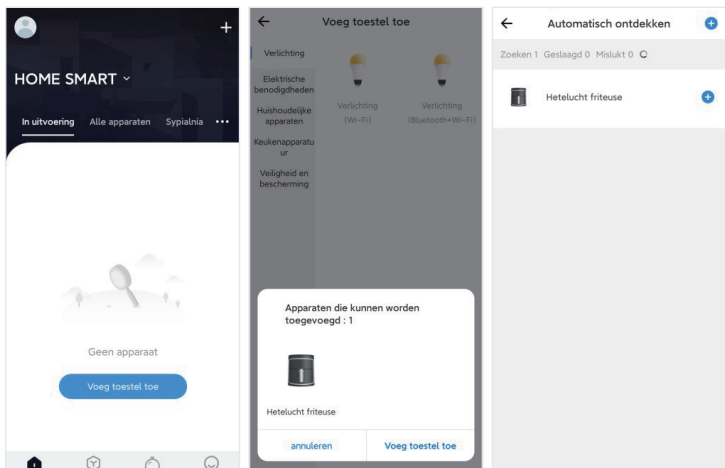 HOME SMART
In uitvoering Alle apparaten Sypialnia
Geen apparaat
Voeg toestel toe
Voeg toestel toe
Verlichting
Elektrische
benodigdheden
Huishoudelijke
apparaten
Keukenapparatu
ur
Veiligheid en
bescherming
Verlichting
(Wi-Fi)
Verlichting
(Bluetooth+Wi-Fi)
Apparaten die kunnen worden
toegevoegd : 1
Hetelucht friteuse
annuleren Voeg toestel toe
Automatisch ontdekken
Zoeken 1 Geslaagd 0 Mislukt 0
Hetelucht friteuse